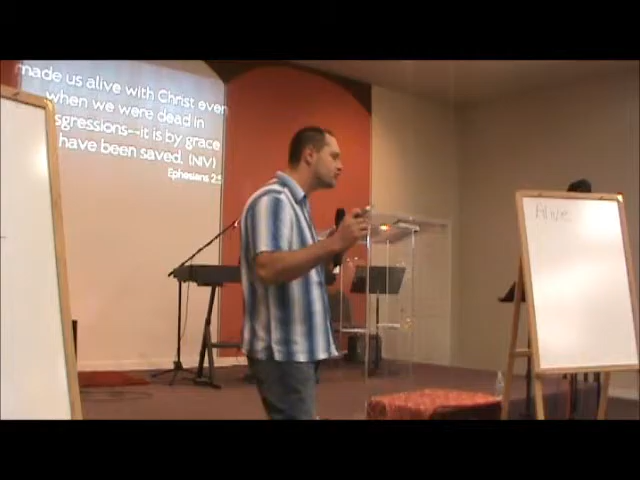 made us alive with Christ even
when we were dead in
sgressions--it is by grace
have been saved. (NIV)
Ephesians 2:5
Alive